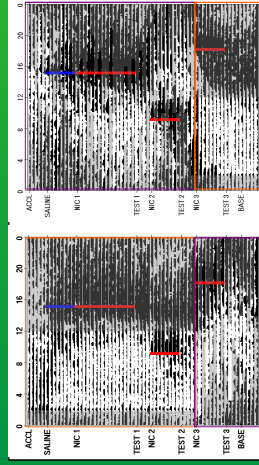 0
20
16
12
8
4
0
ACCL
SALINE
NIC 1
TEST 1
NIC 2
TEST 2
NIC 3
TEST 3
BASE
0
20
16
12
8
4
0
ACCL
SALINE
NIC 1
TEST 1
NIC 2
TEST 2
NIC 3
TEST 3
BASE